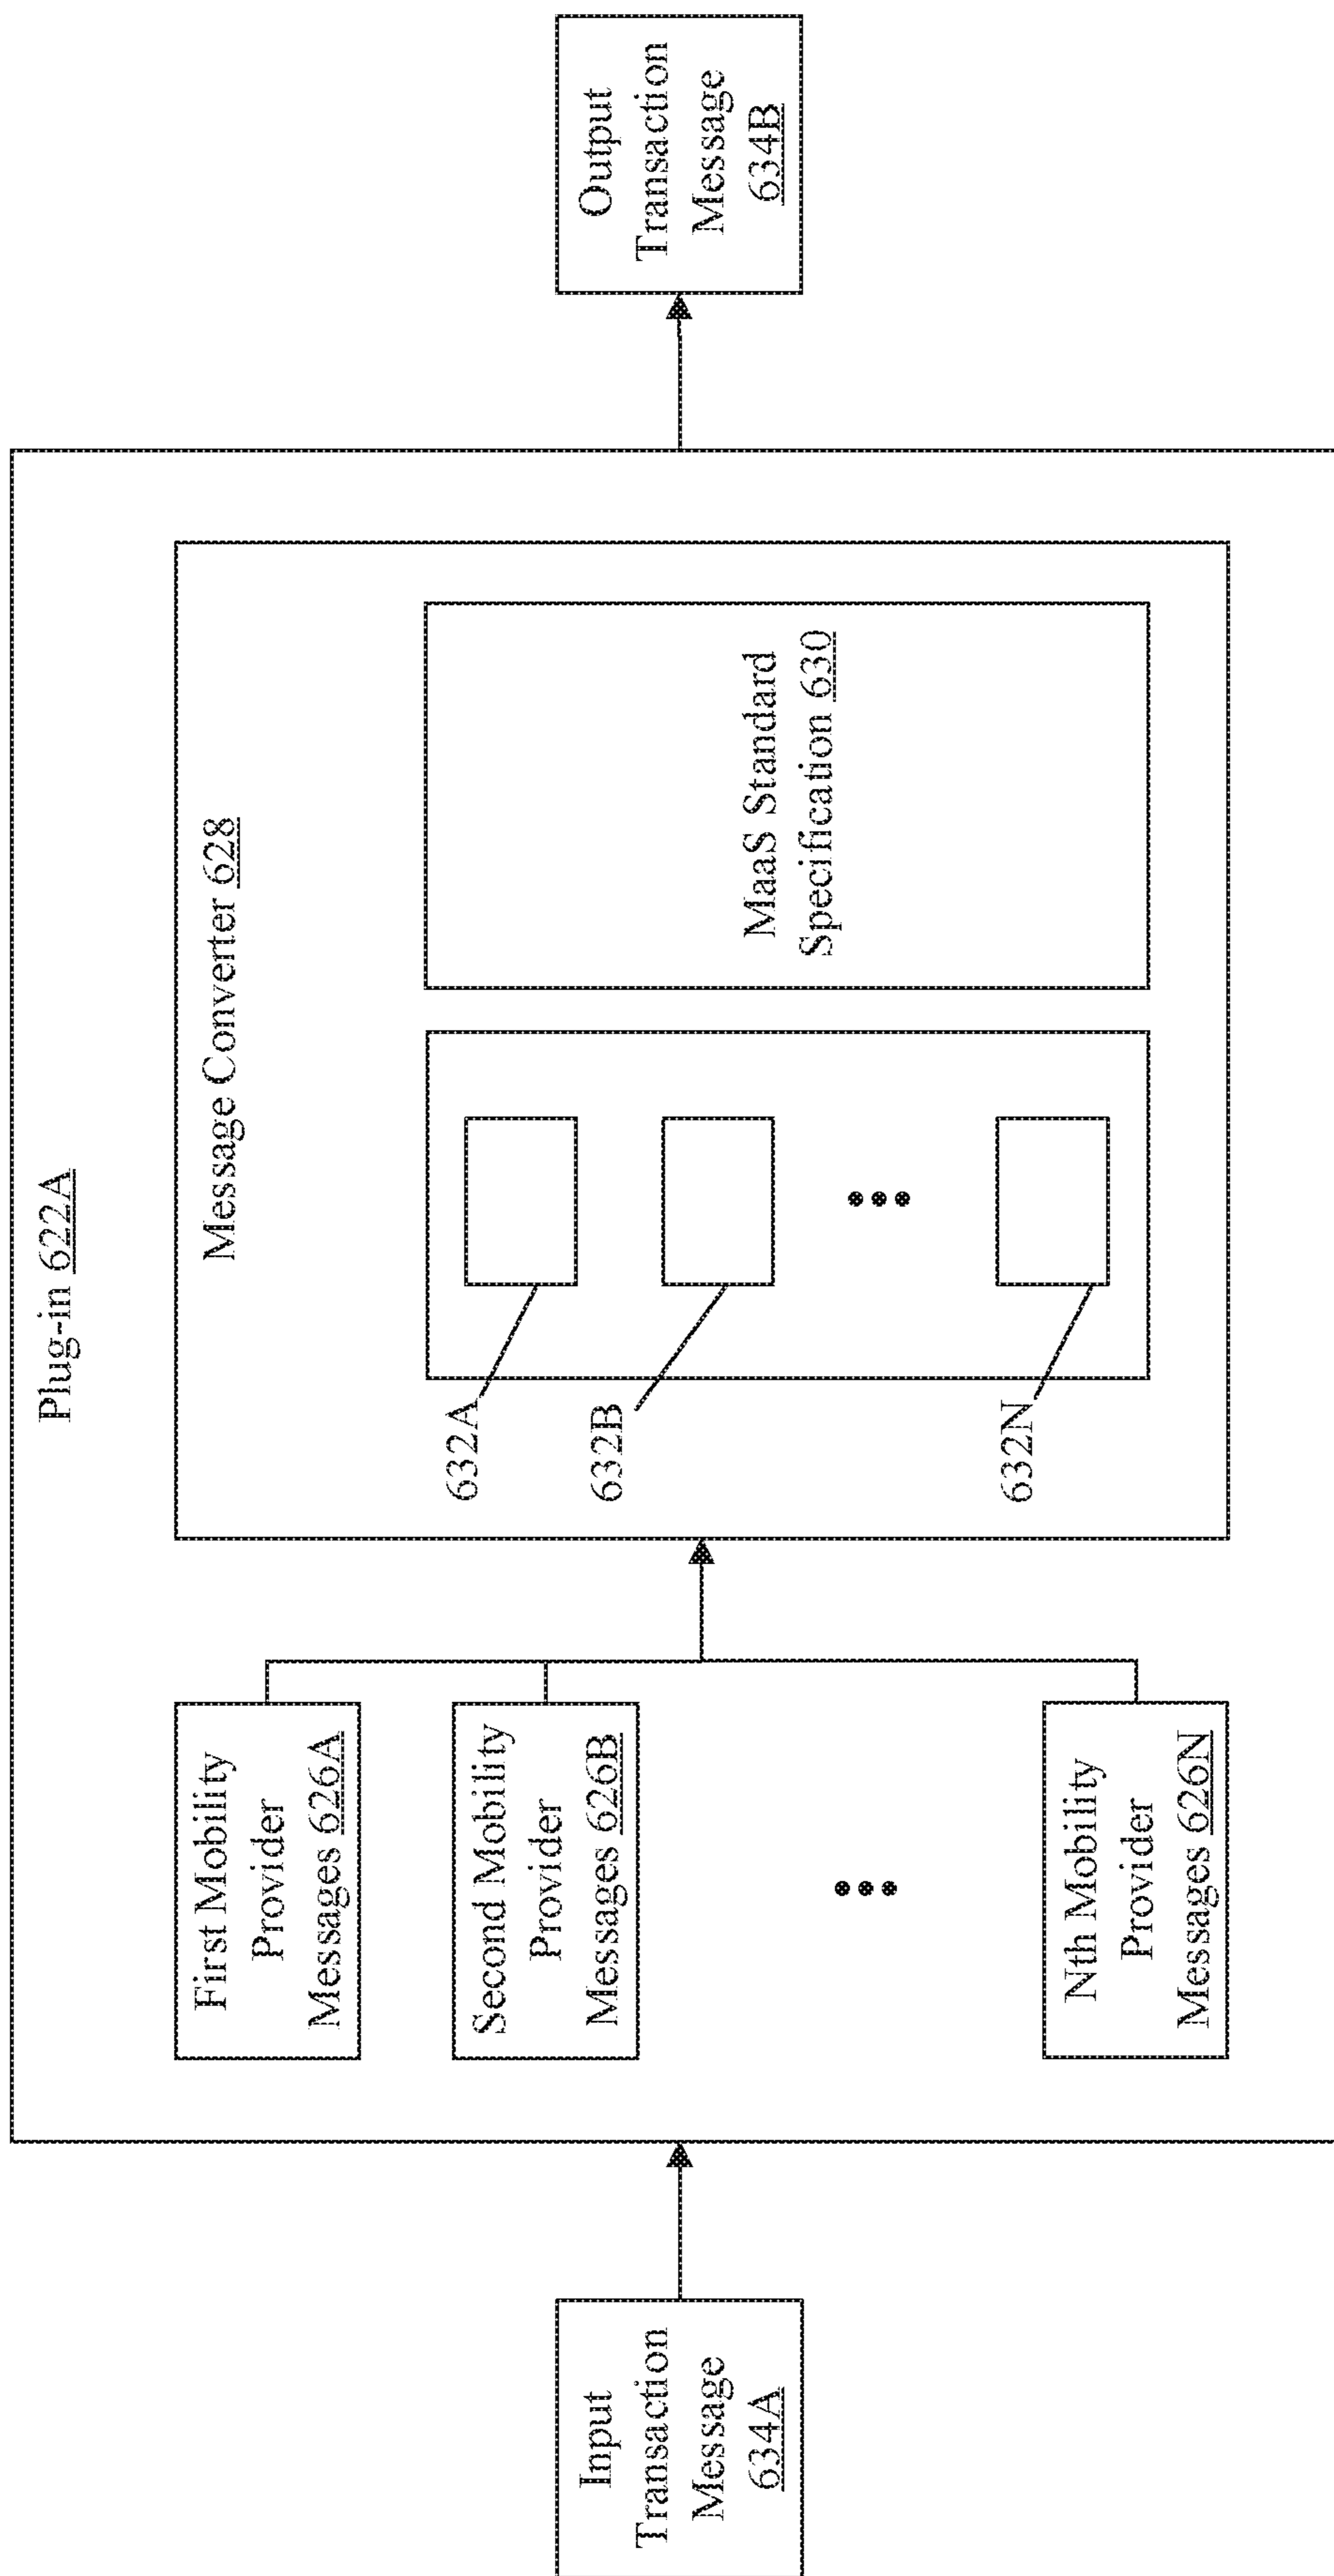 Plug-in 622A
Input
Transaction
Message
634A
First Mobility
Provider
Messages 626A
Second Mobility
Provider
Messages 626B
Nth Mobility
Provider
Messages 626N
Message Converter 628
632A
632B
632N
MaaS Standard
Specification 630
Output
Transaction
Message
634B